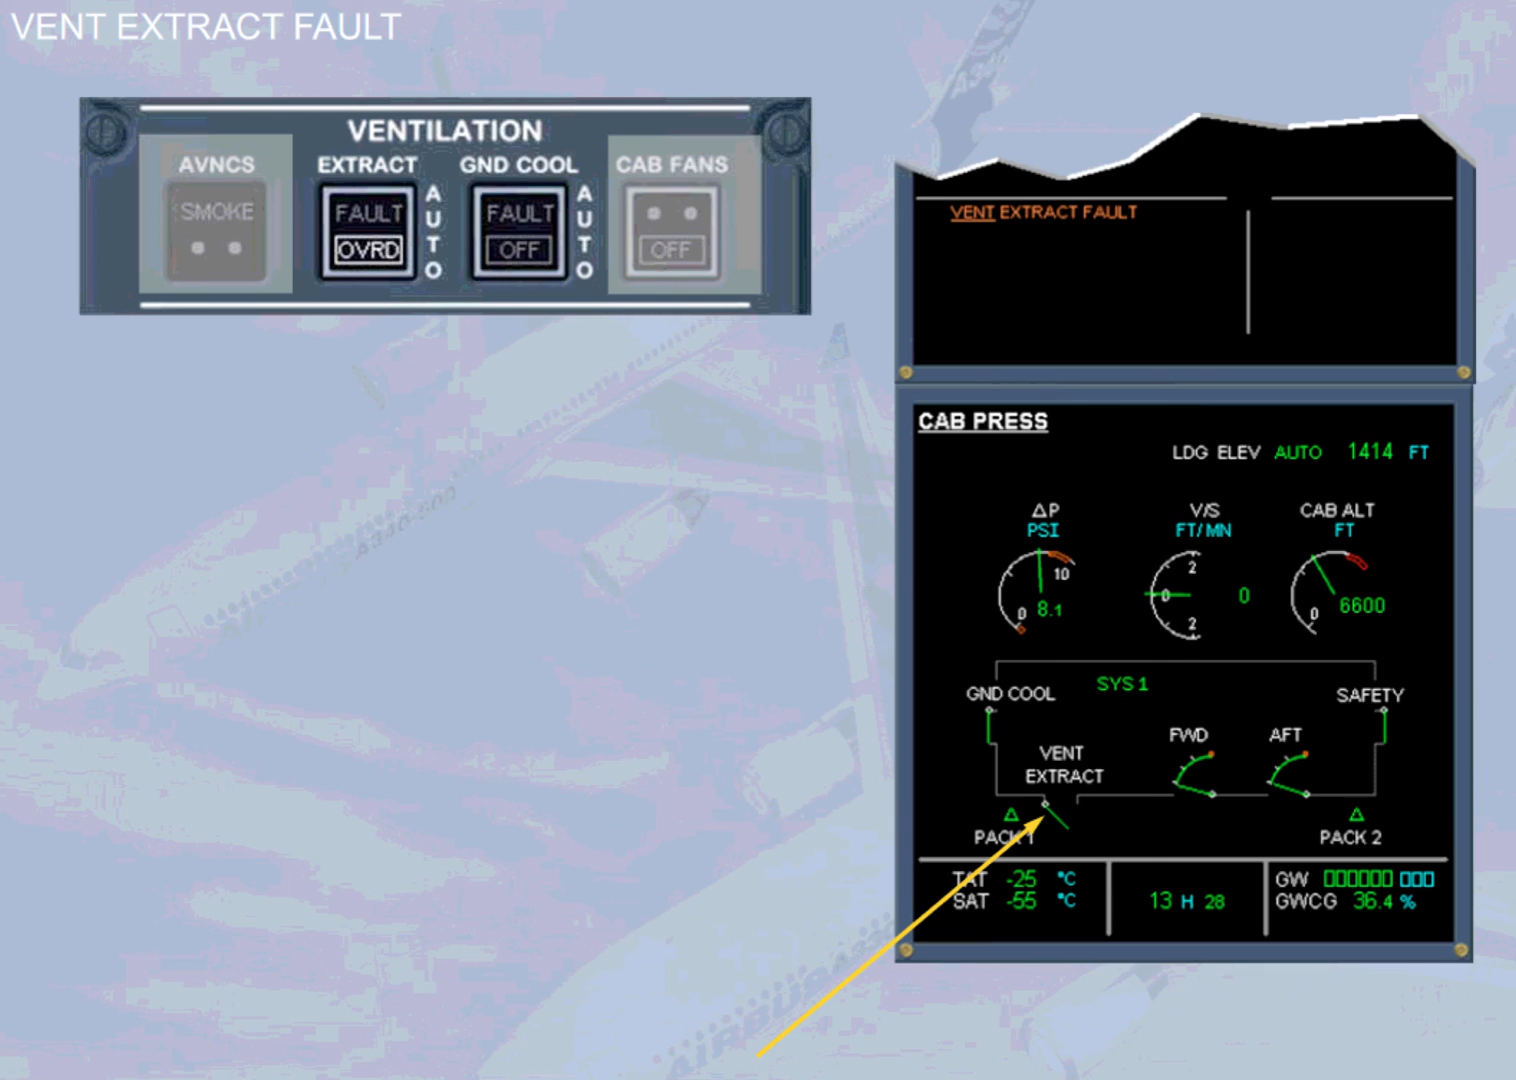 VENT EXTRACT FAULT
VENTILATION
AVNCS EXTRACT GND COOL CAB FANS
SMOKE
FAULT
OVRD
AUTO
FAULT
OFF
AUTO
OFF
VENT EXTRACT FAULT
CAB PRESS
LDG ELEV AUTO 1414 FT
ΔP V/S CAB ALT
PSI FT/MN FT
10 2
0 8.1 0 0 0 6600
2
GND COOL SYS 1 SAFETY
FWD AFT
VENT
EXTRACT
PACK 1 PACK 2
TAT -25 °C
SAT -55 °C
13 H 28
GW
GWCG 36.4 %
A340-600
AIRBUS